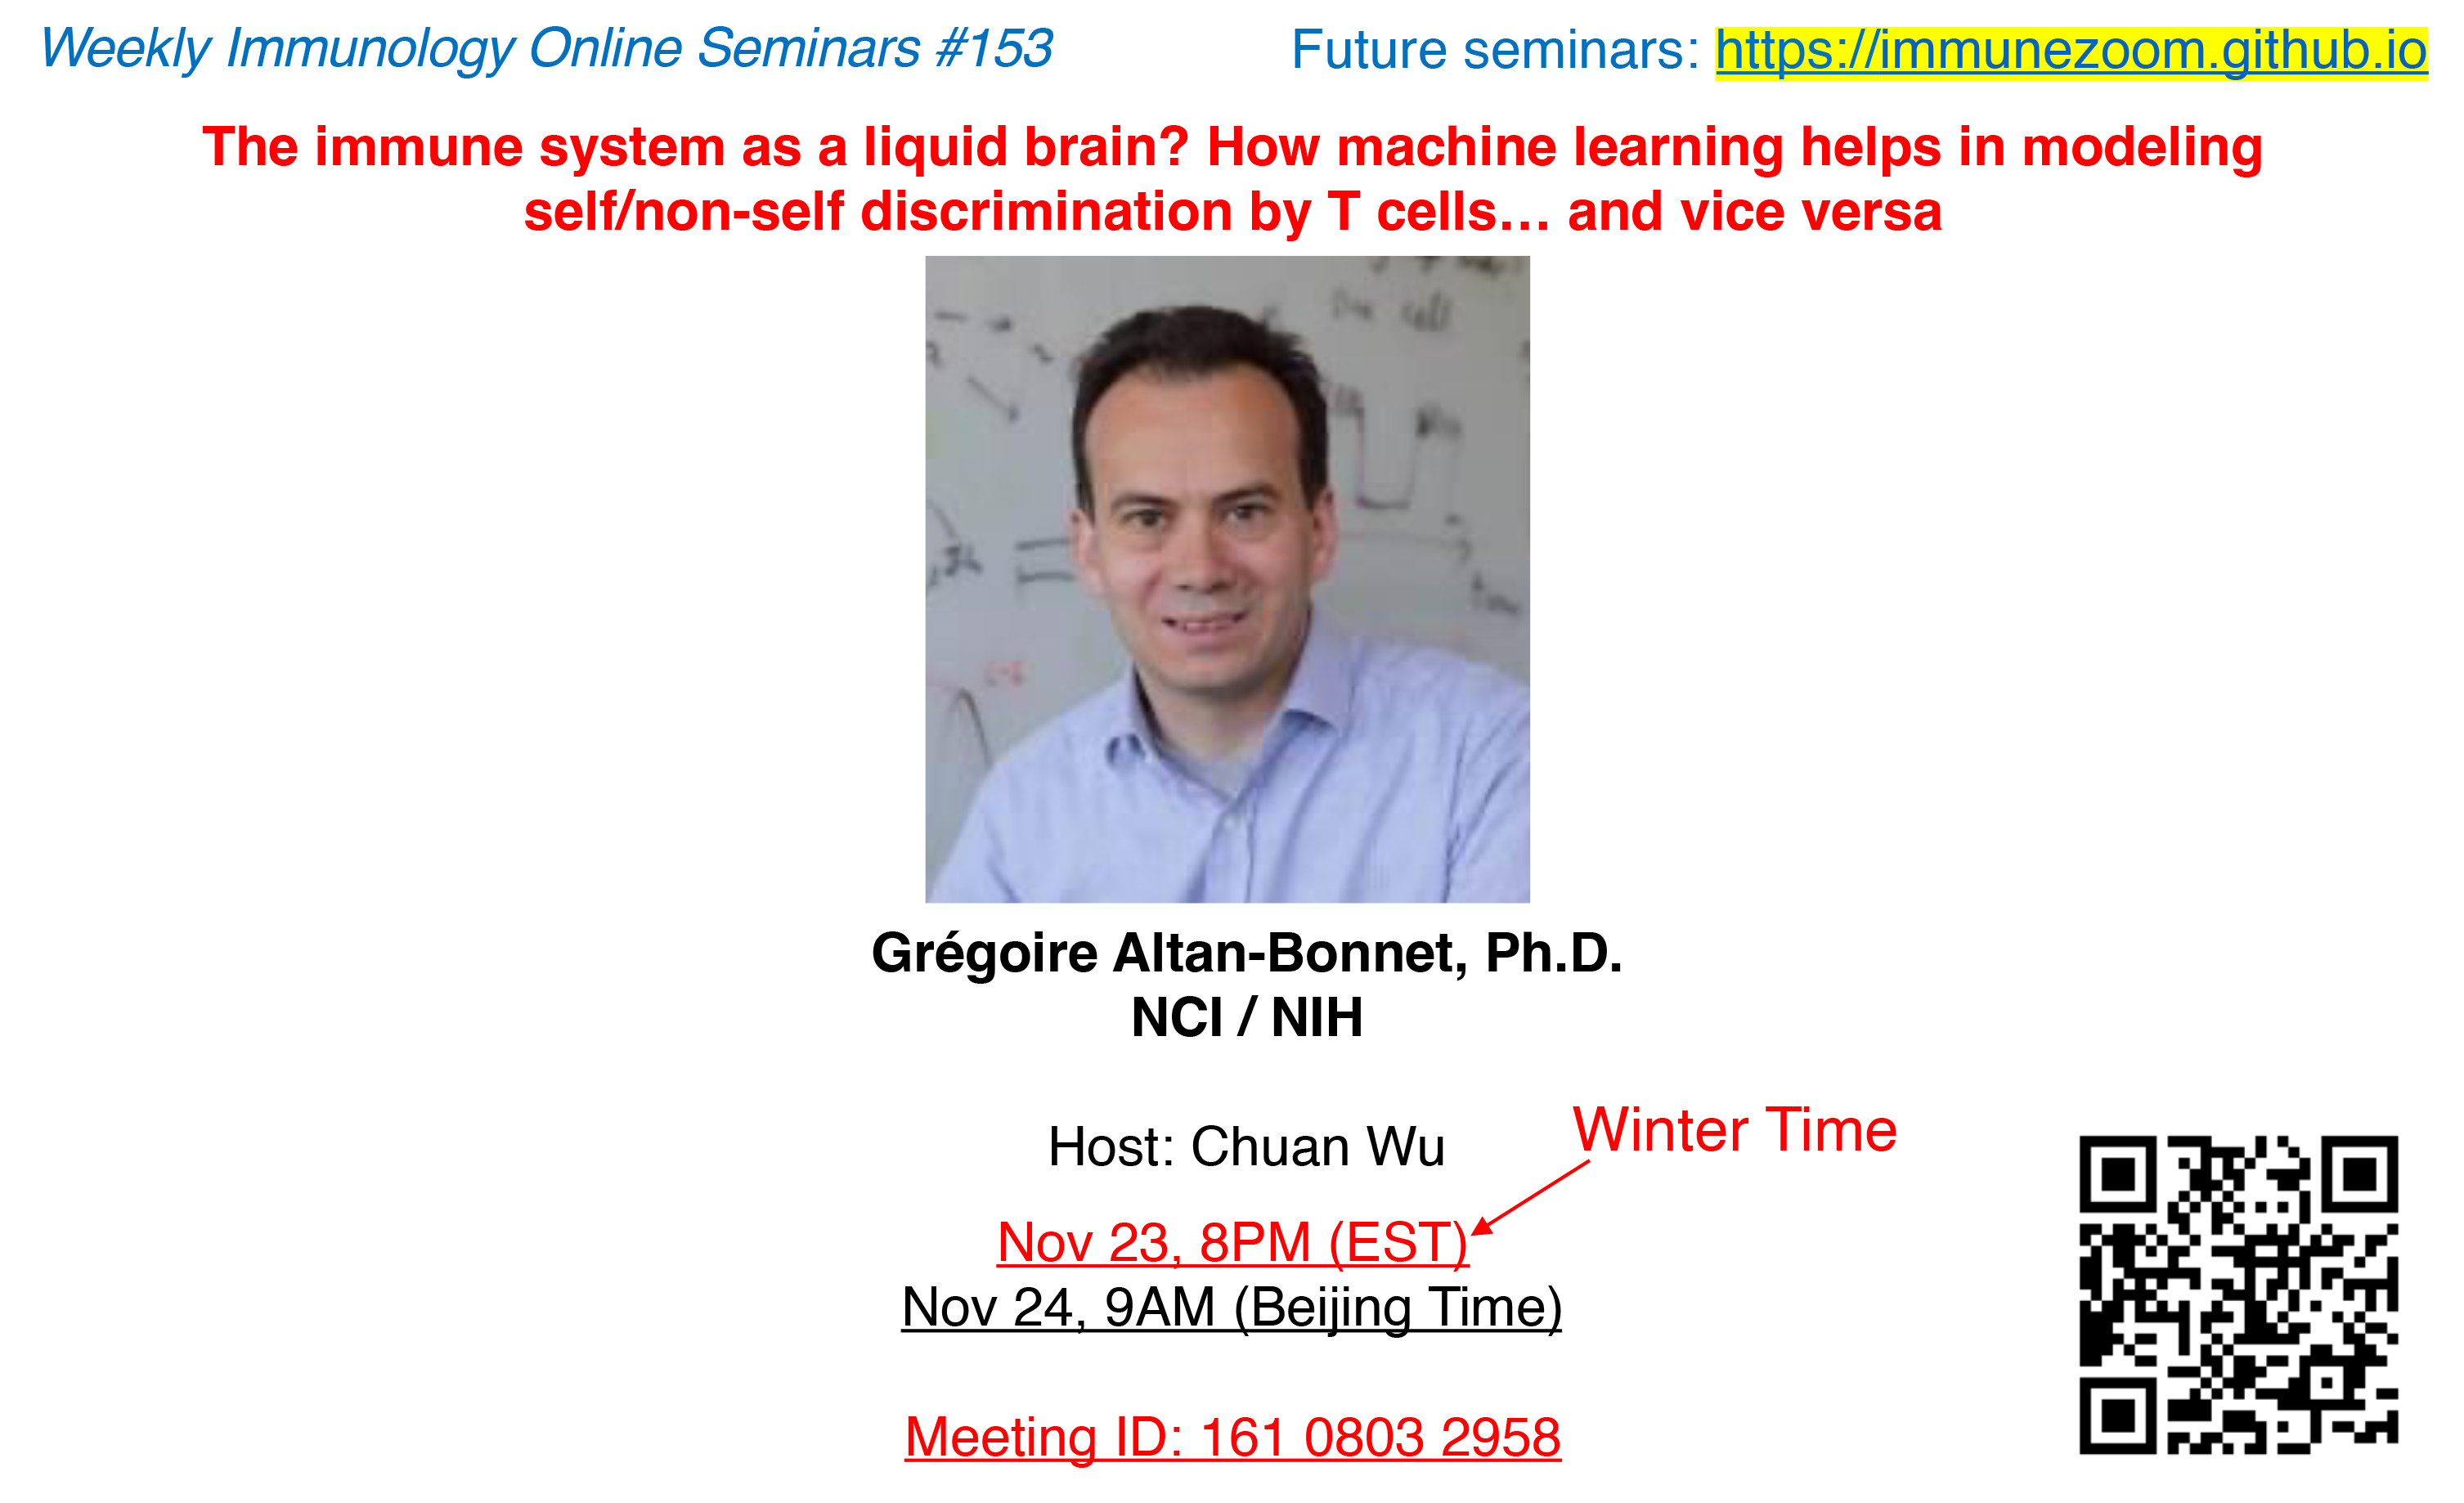 Weekly Immunology Online Seminars #153
Future seminars: https://immunezoom.github.io
The immune system as a liquid brain? How machine learning helps in modeling
self/non-self discrimination by T cells… and vice versa
Grégoire Altan-Bonnet, Ph.D.
NCI / NIH
Host: Chuan Wu
Winter Time
Nov 23, 8PM (EST)
Nov 24, 9AM (Beijing Time)
Meeting ID: 161 0803 2958